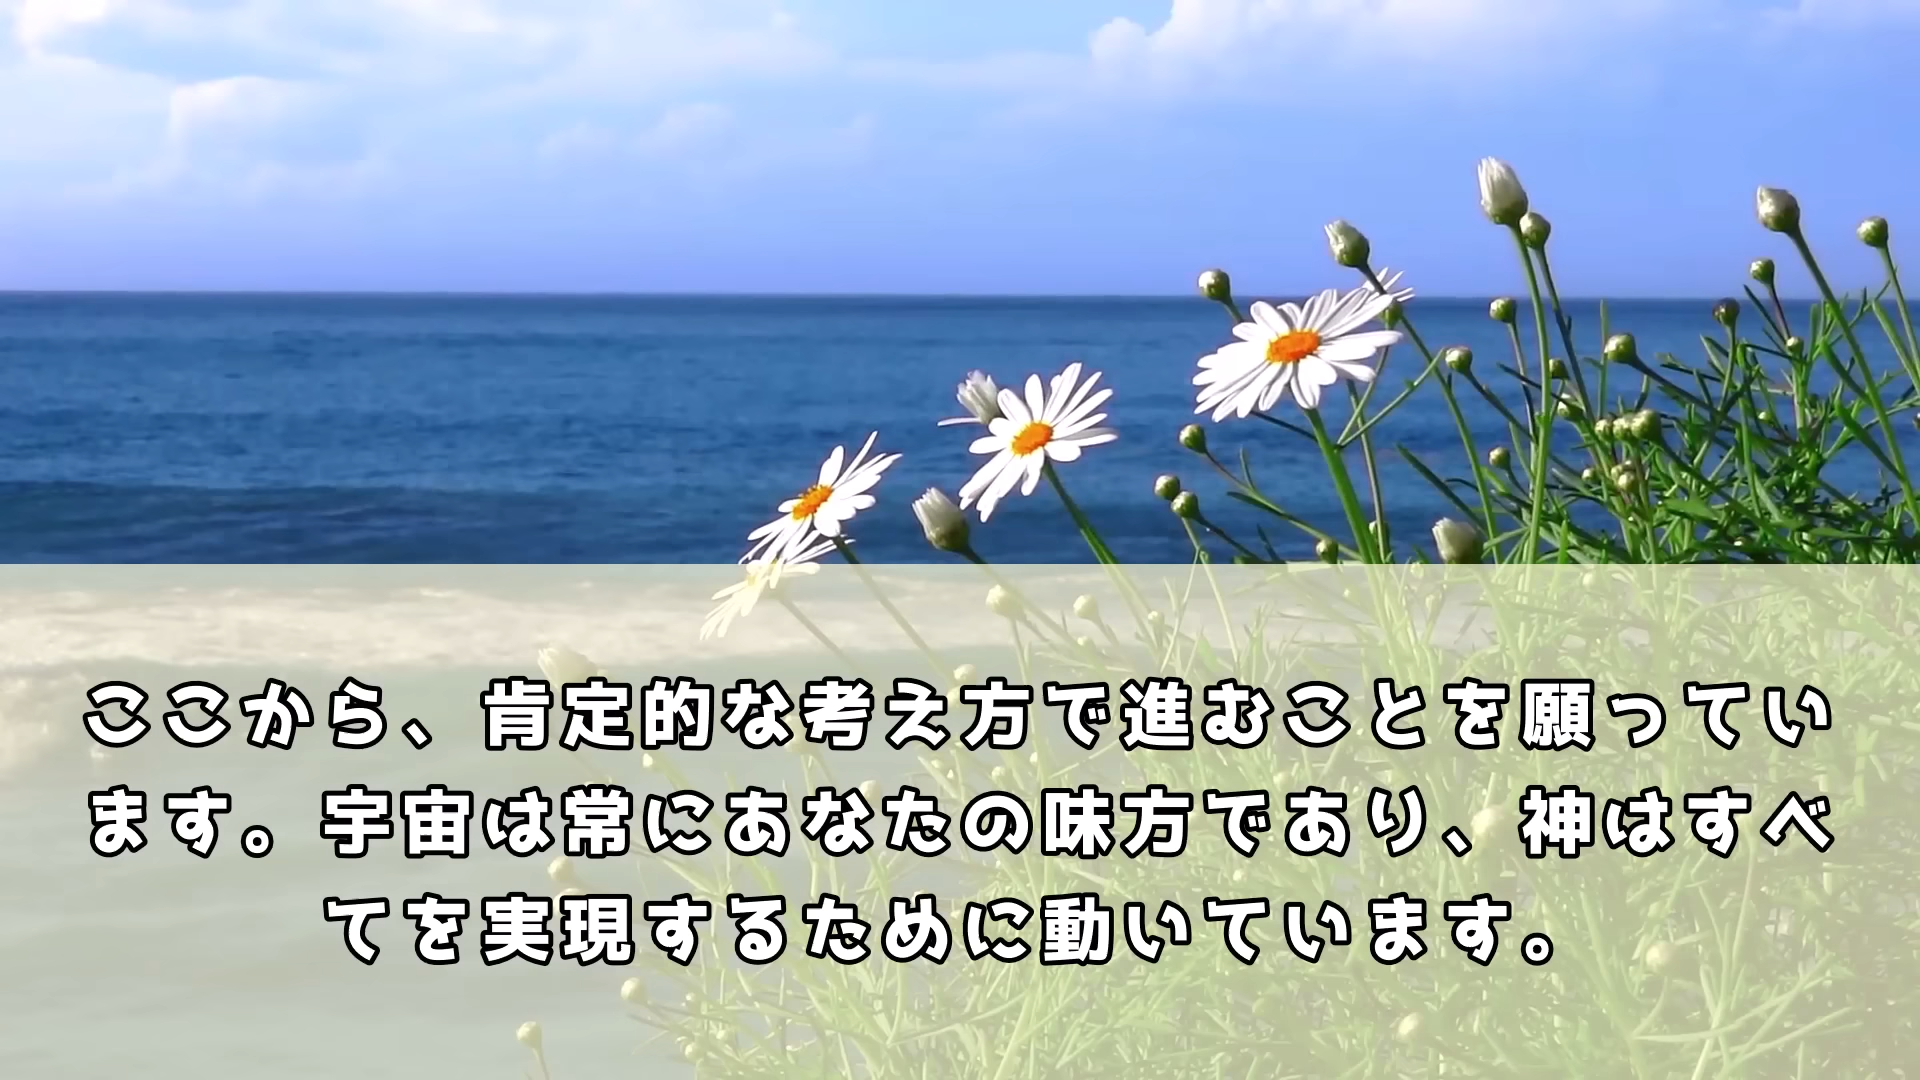 ここから、肯定的な考え方で進むことを願ってい
ます。宇宙は常にあなたの味方であり、神はすべ
てを実現するために動いています。